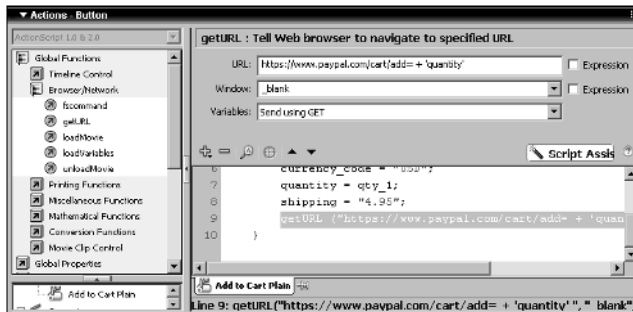 Actions - Button
ActionScript 1.0 & 2.0
Global Functions
Timeline Control
Browser/Network
fscommand
getURL
loadMovie
loadVariables
unloadMovie
Printing Functions
Miscellaneous Functions
Mathematical Functions
Conversion Functions
Movie Clip Control
Global Properties
Add to Cart Plain
getURL : Tell Web browser to navigate to specified URL
URL: https://www.paypal.com/cart/add= + 'quantity' Expression
Window: _blank Expression
Variables: Send using GET
Script Assis
6 currency_code = "USD";
7 quantity = qty_1;
8 shipping = "4.95";
9 getURL ("https://www.paypal.com/cart/add= + 'quan
10 }
Add to Cart Plain
Line 9: getURL("https://www.paypal.com/cart/add= + 'quantity' ", "_blank"